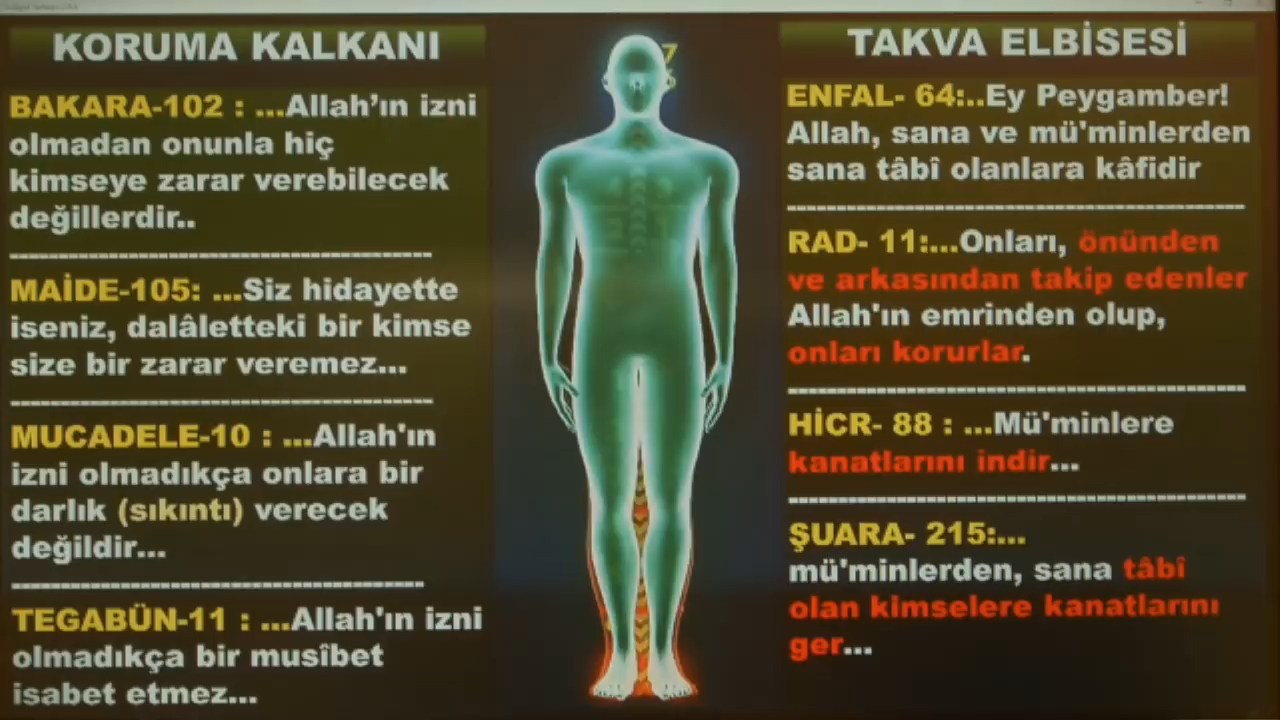 KORUMA KALKANI
BAKARA-102 : ...Allah’ın izni
olmadan onunla hiç
kimseye zarar verebilecek
değillerdir..
MAİDE-105: ...Siz hidayette
iseniz, dalâletteki bir kimse
size bir zarar veremez...
MUCADELE-10 : ...Allah'ın
izni olmadıkça onlara bir
darlık (sıkıntı) verecek
değildir...
TEGABÜN-11 : ...Allah'ın izni
olmadıkça bir musîbet
isabet etmez...
7
TAKVA ELBİSESİ
ENFAL- 64:..Ey Peygamber!
Allah, sana ve mü'minlerden
sana tâbî olanlara kâfidir
RAD- 11:...Onları, önünden
ve arkasından takip edenler
Allah'ın emrinden olup,
onları korurlar.
HİCR- 88 : ...Mü'minlere
kanatlarını indir...
ŞUARA- 215:...
mü'minlerden, sana tâbî
olan kimselere kanatlarını
ger...